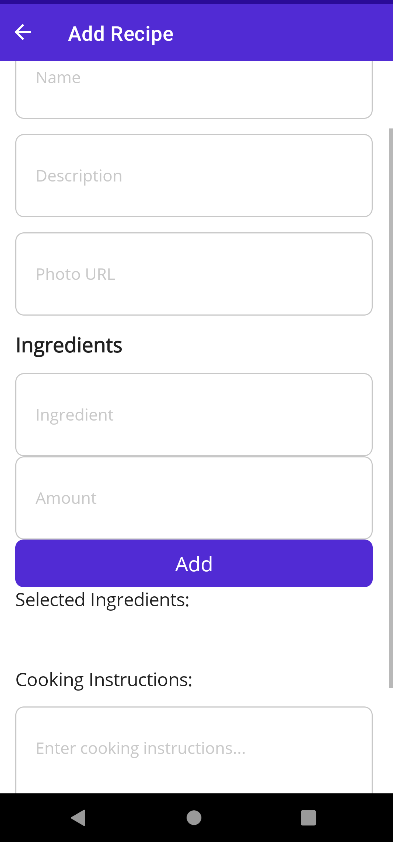 Add Recipe
Name
Description
Photo URL
Ingredients
Ingredient
Amount
Add
Selected Ingredients:
Cooking Instructions:
Enter cooking instructions...